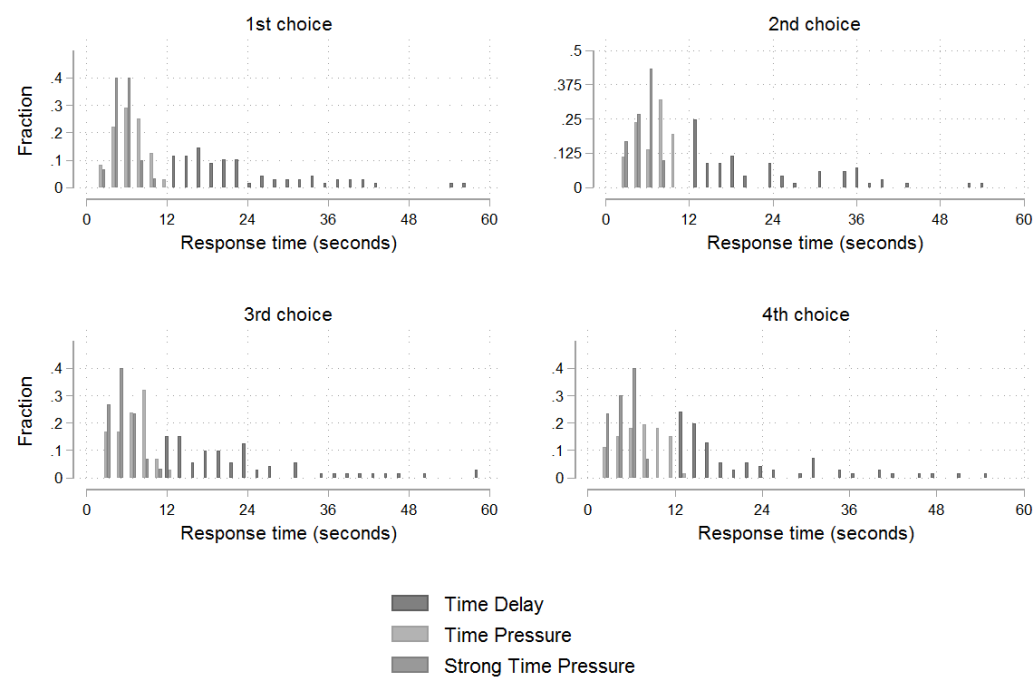 1st choice
Fraction
.4
.3
.2
.1
0
0 12 24 36 48 60
Response time (seconds)
2nd choice
.5
.375
.25
.125
0
0 12 24 36 48 60
Response time (seconds)
3rd choice
Fraction
.4
.3
.2
.1
0
0 12 24 36 48 60
Response time (seconds)
4th choice
.4
.3
.2
.1
0
0 12 24 36 48 60
Response time (seconds)
Time Delay
Time Pressure
Strong Time Pressure